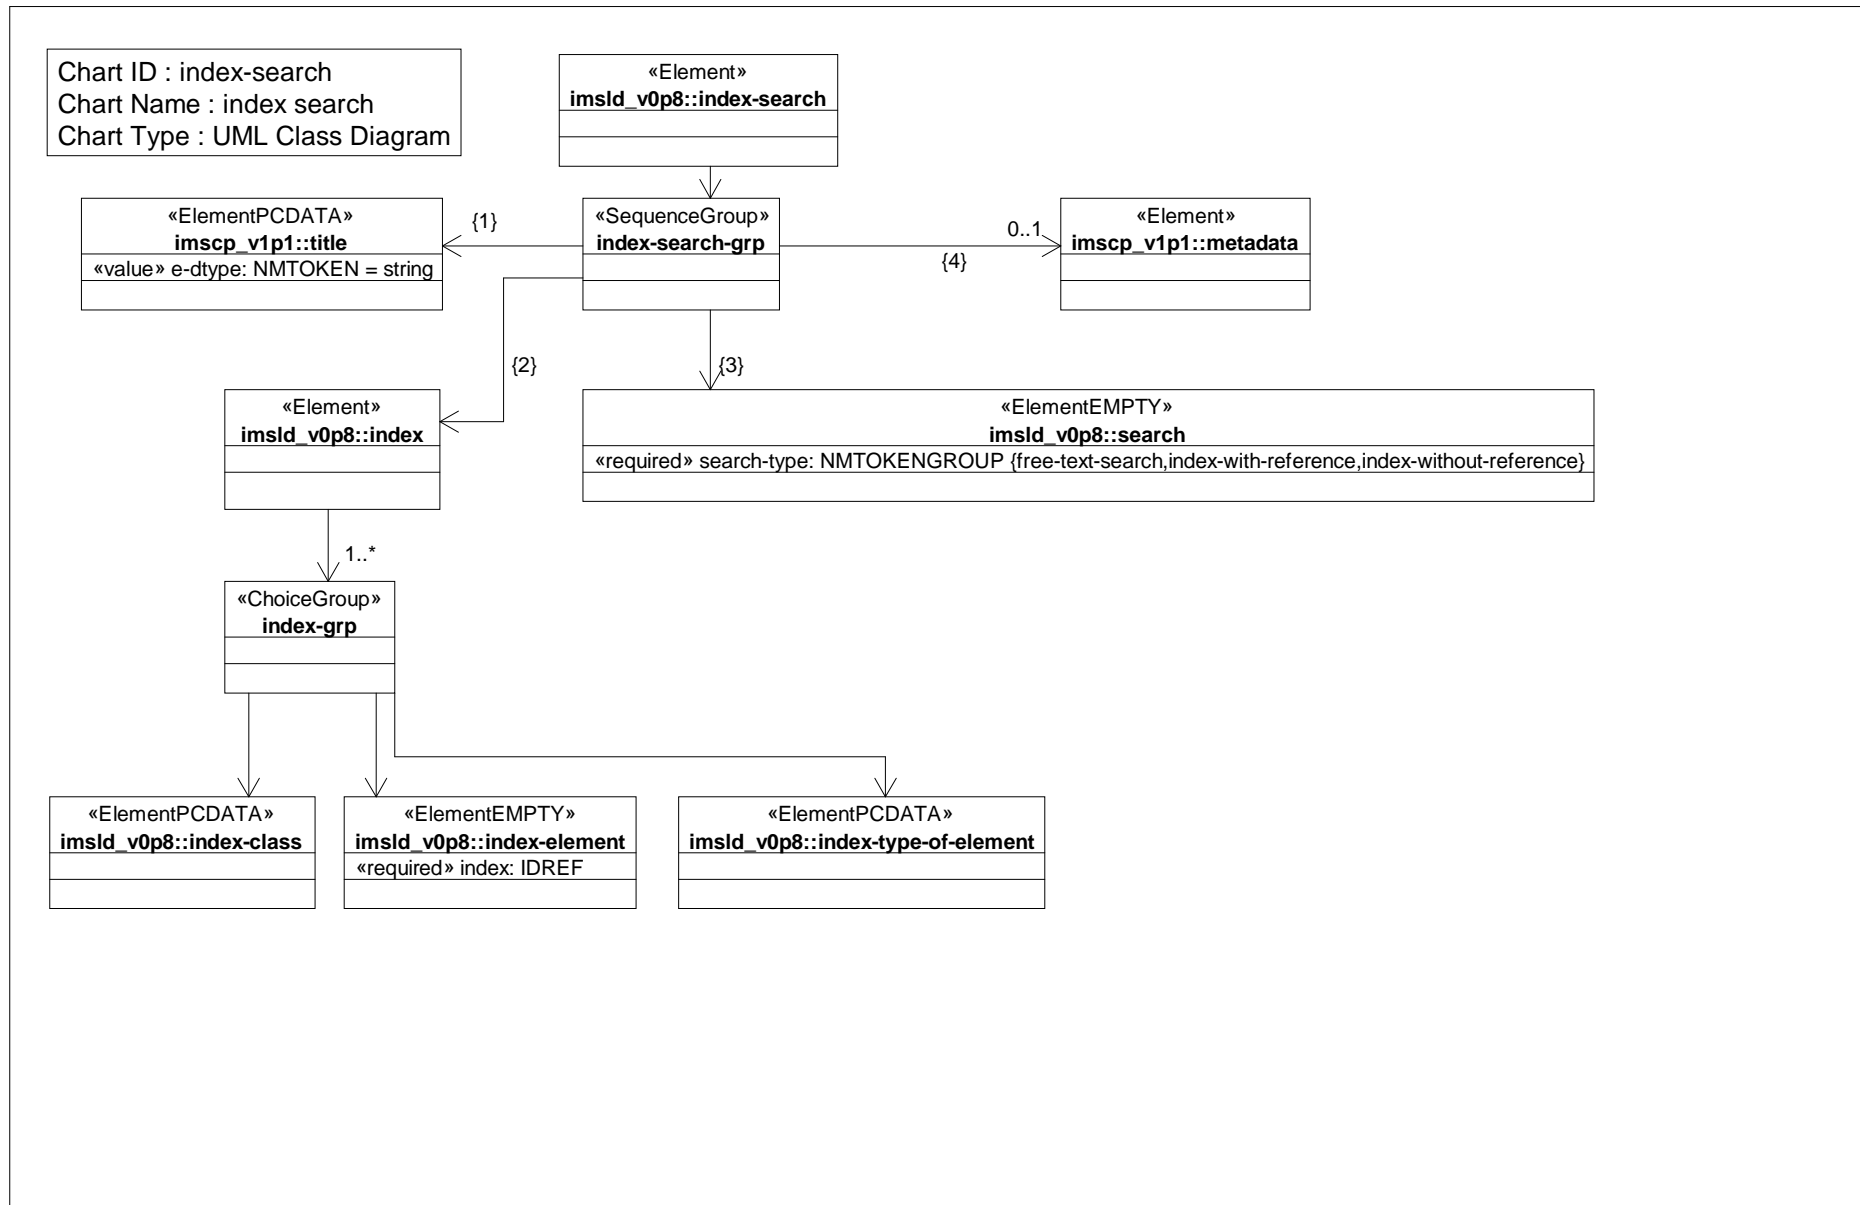 Chart ID : index-search
Chart Name : index search
Chart Type : UML Class Diagram
«Element»
imsld_v0p8::index-search
«ElementPCDATA»
imscp_v1p1::title
«value» e-dtype: NMTOKEN = string
{1}
«SequenceGroup»
index-search-grp
0..1
{4}
«Element»
imscp_v1p1::metadata
{2}
{3}
«Element»
imsld_v0p8::index
«ElementEMPTY»
imsld_v0p8::search
«required» search-type: NMTOKENGROUP {free-text-search,index-with-reference,index-without-reference}
1..*
«ChoiceGroup»
index-grp
«ElementPCDATA»
imsld_v0p8::index-class
«ElementEMPTY»
imsld_v0p8::index-element
«required» index: IDREF
«ElementPCDATA»
imsld_v0p8::index-type-of-element